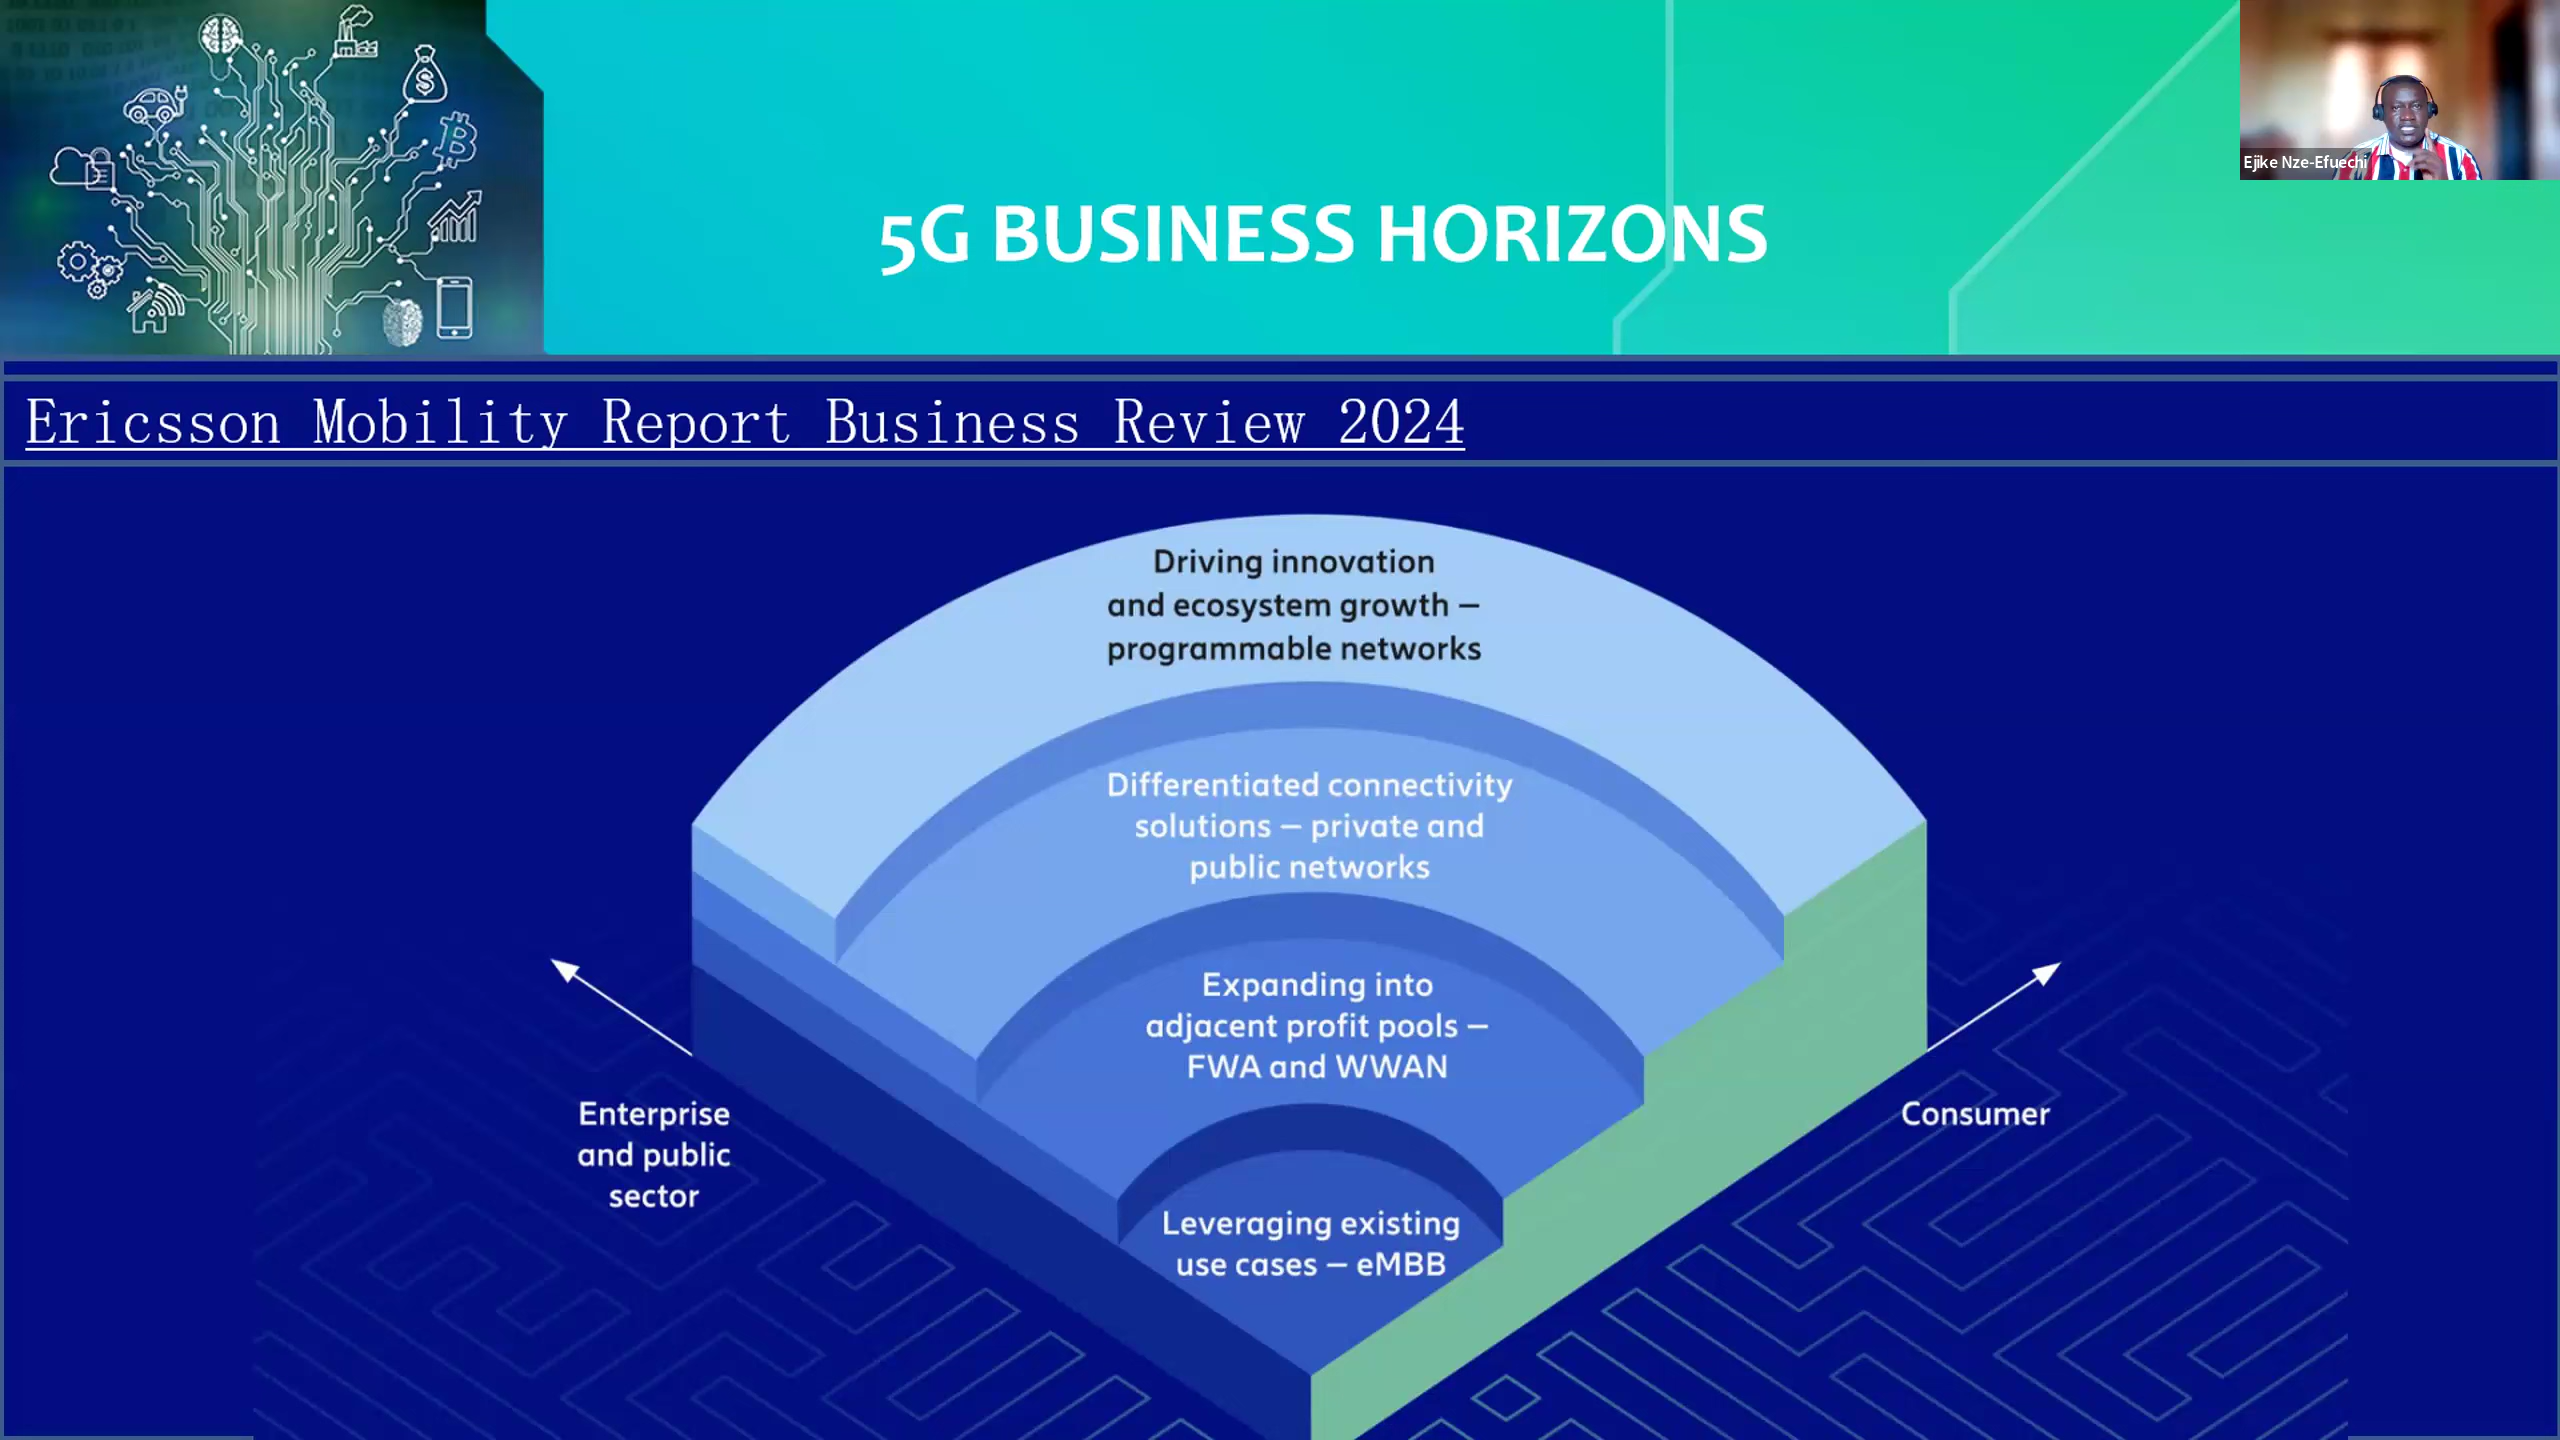 5G BUSINESS HORIZONS
Ejike Nze-Efuechi
Ericsson Mobility Report Business Review 2024
Driving innovation
and ecosystem growth –
programmable networks
Differentiated connectivity
solutions – private and
public networks
Expanding into
adjacent profit pools –
FWA and WWAN
Leveraging existing
use cases – eMBB
Enterprise
and public
sector
Consumer